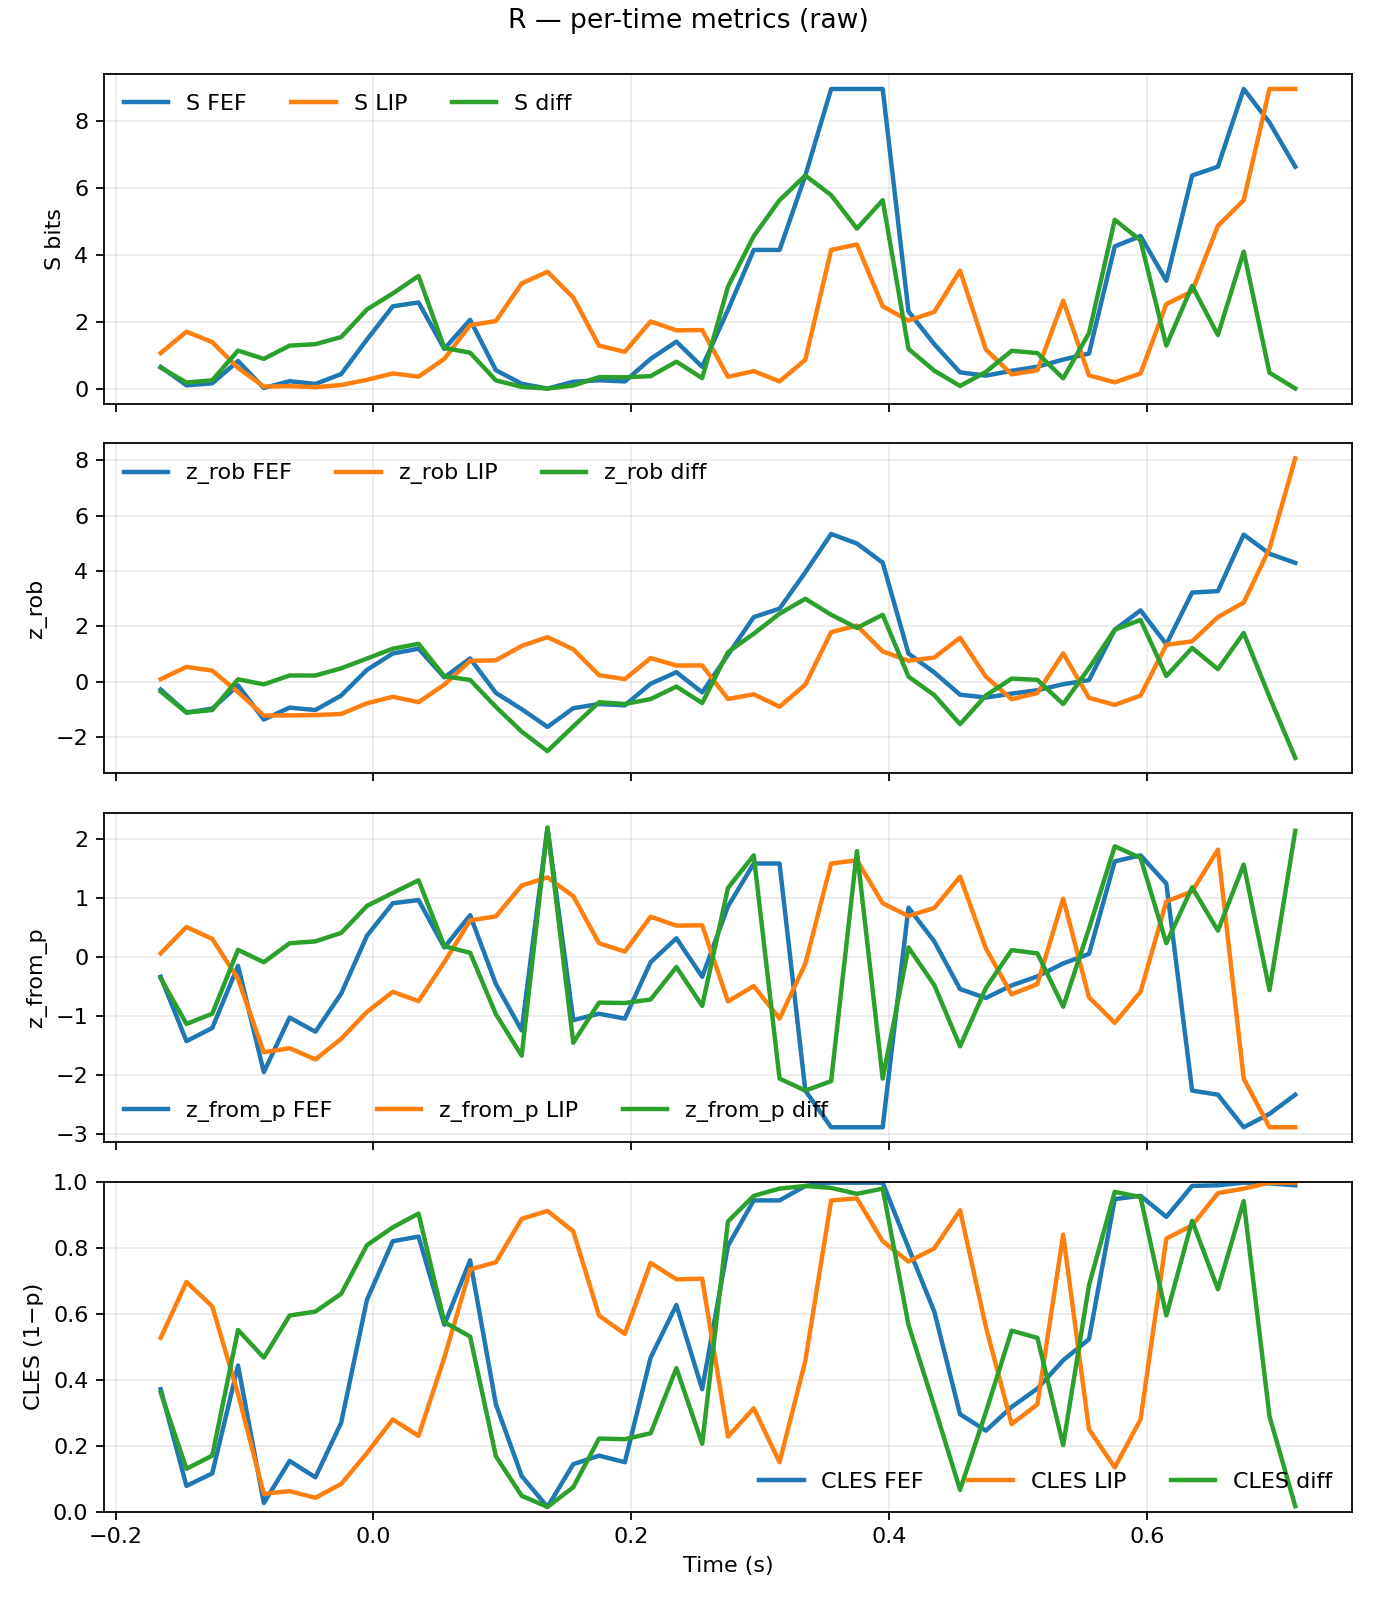 R — per-time metrics (raw)
S FEF S LIP S diff
8
6
4
2
0
S bits
z_rob FEF z_rob LIP z_rob diff
8
6
4
2
0
−2
z_rob
2
1
0
−1
−2
−3
z_from_p
z_from_p FEF z_from_p LIP z_from_p diff
1.0
0.8
0.6
0.4
0.2
0.0
CLES (1−p)
CLES FEF CLES LIP CLES diff
−0.2 0.0 0.2 0.4 0.6
Time (s)